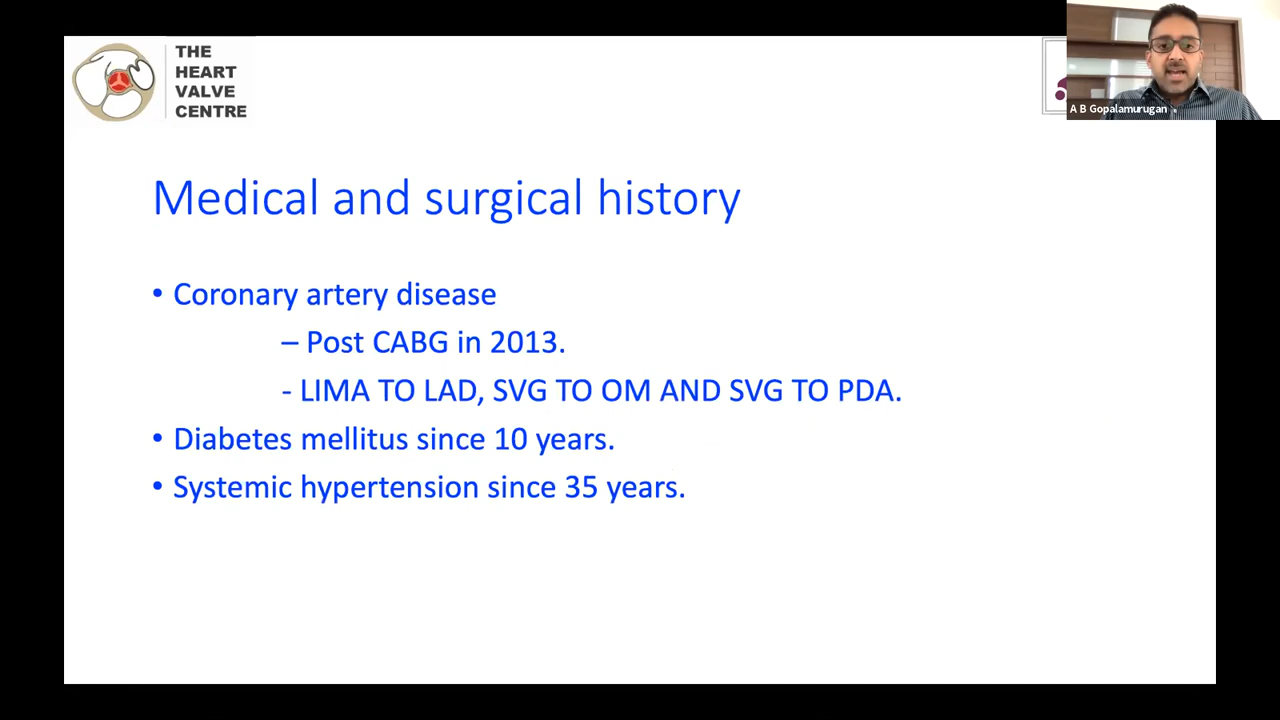 THE
HEART
VALVE
CENTRE
A B Gopalamurugan
Medical and surgical history
• Coronary artery disease
– Post CABG in 2013.
- LIMA TO LAD, SVG TO OM AND SVG TO PDA.
• Diabetes mellitus since 10 years.
• Systemic hypertension since 35 years.